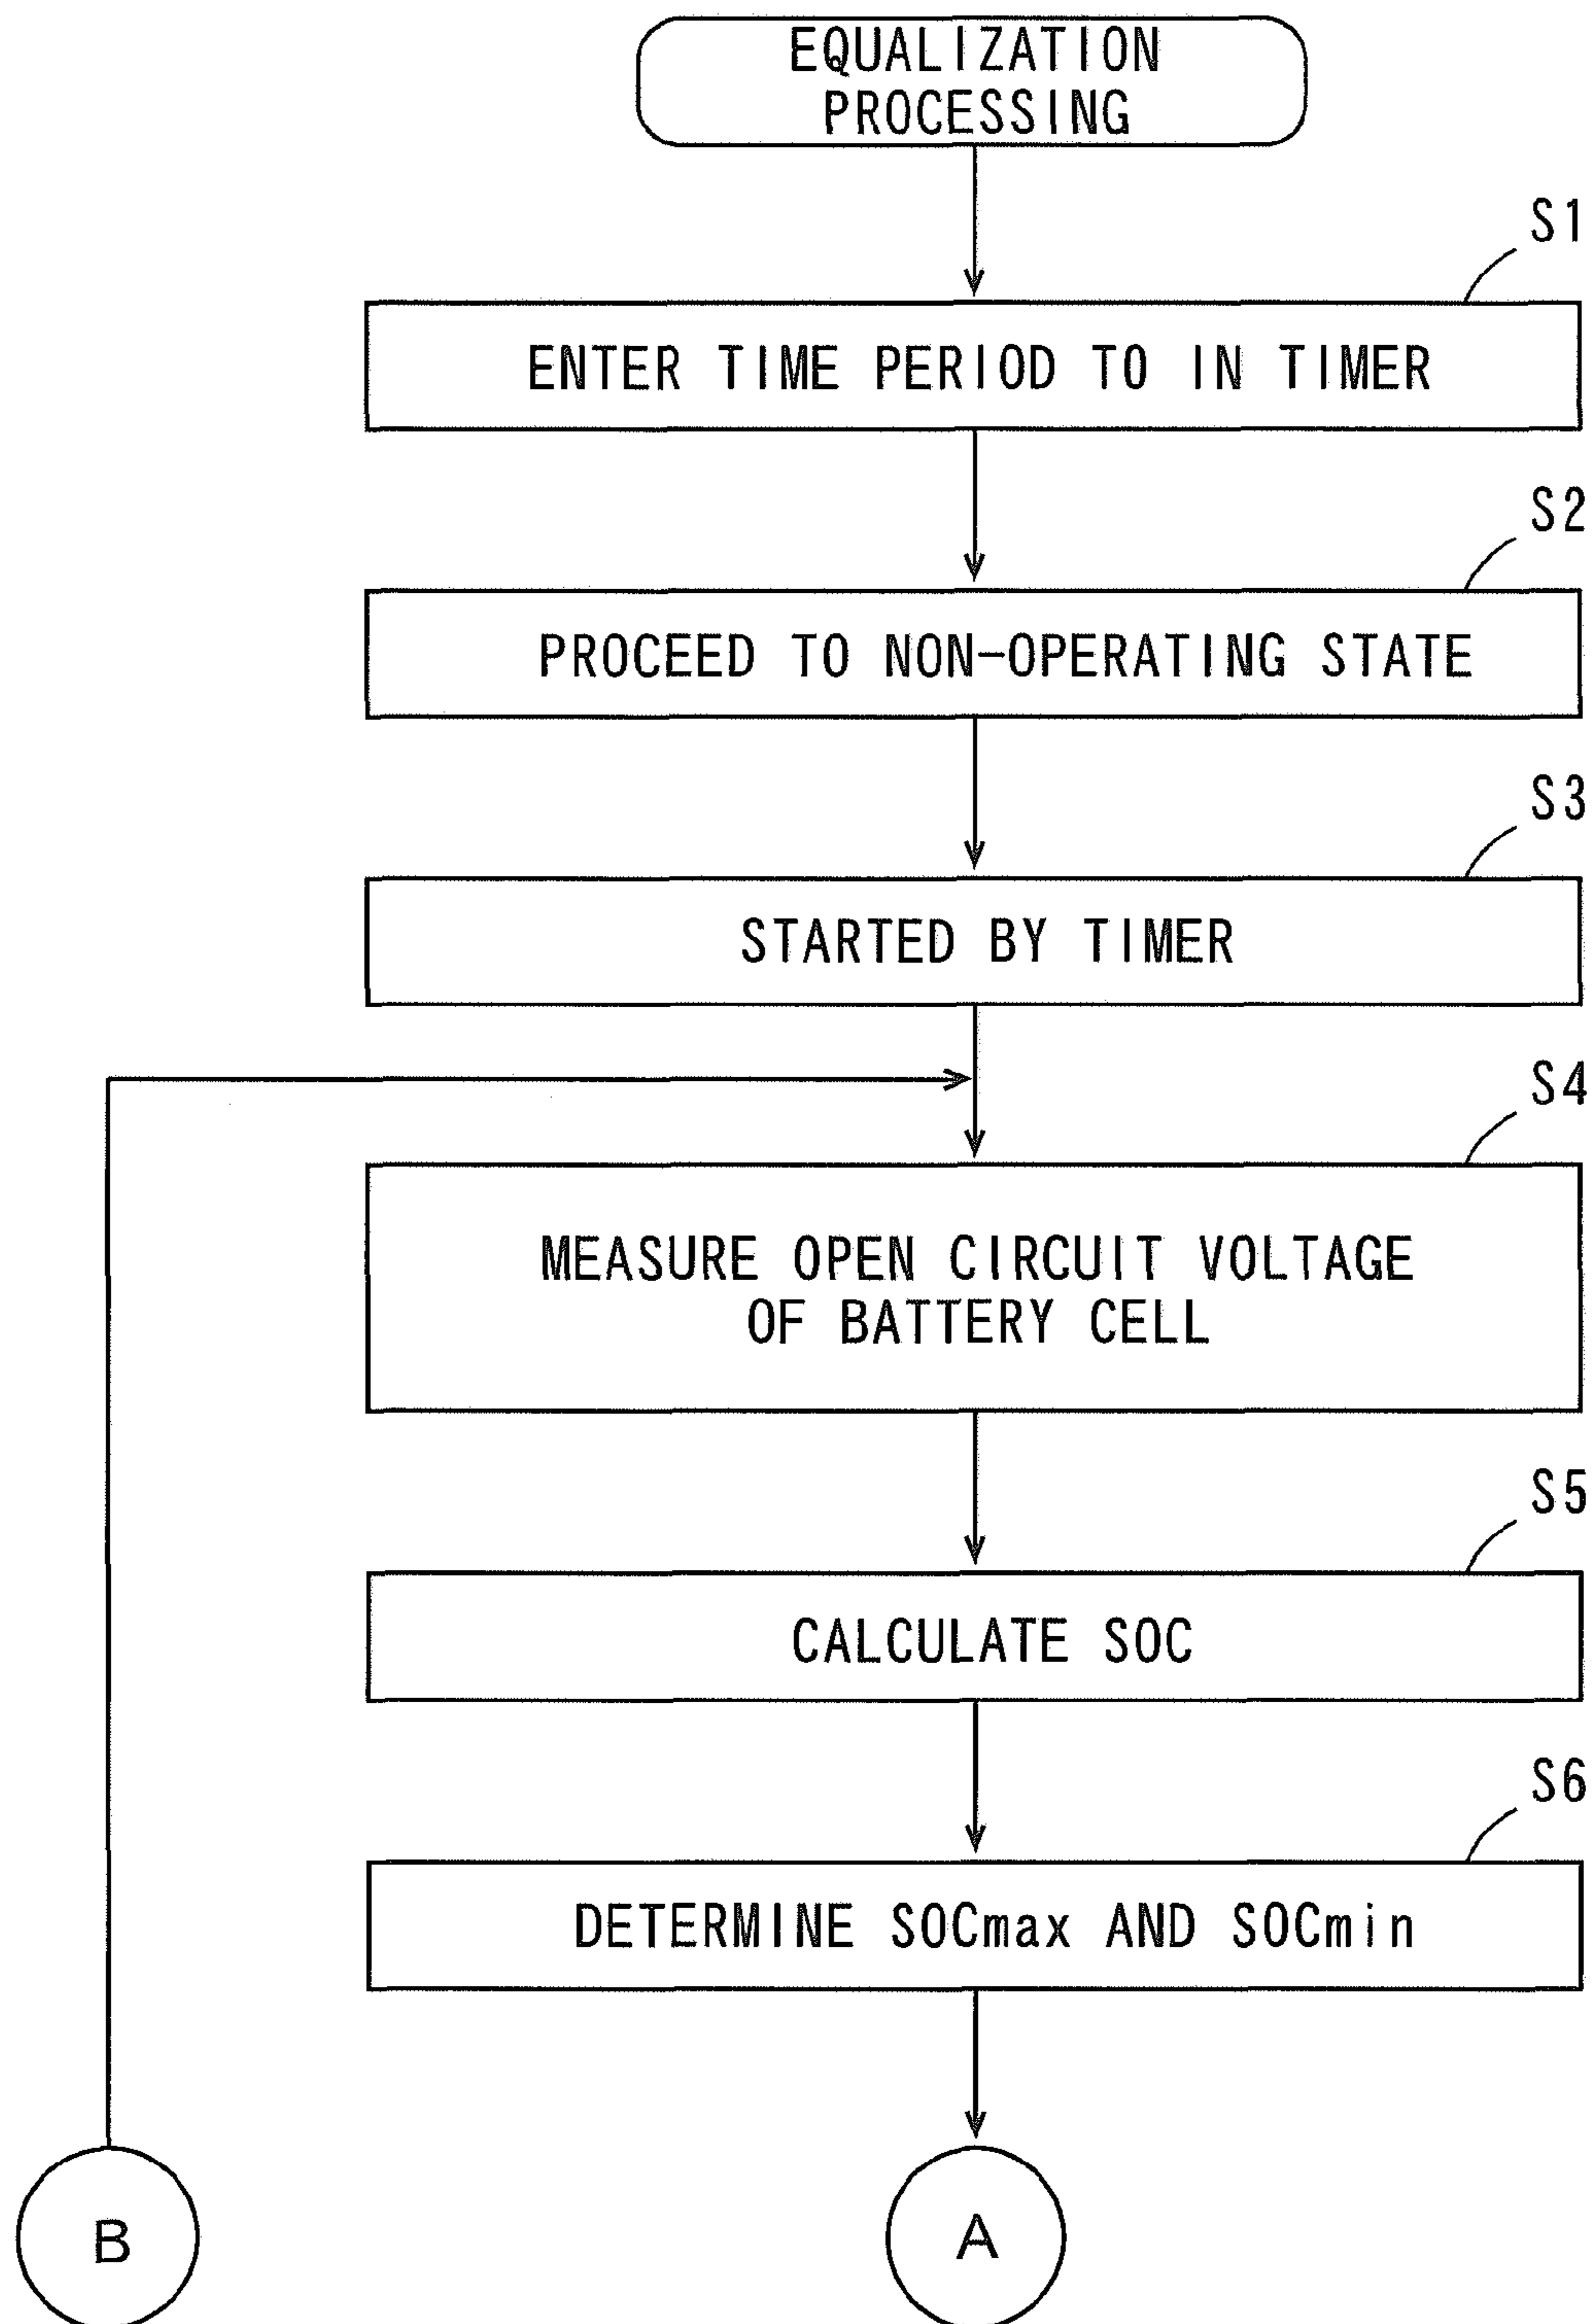 EQUALIZATION
PROCESSING
S1
ENTER TIME PERIOD T0 IN TIMER
S2
PROCEED TO NON-OPERATING STATE
S3
STARTED BY TIMER
S4
MEASURE OPEN CIRCUIT VOLTAGE
OF BATTERY CELL
S5
CALCULATE SOC
S6
DETERMINE SOCmax AND SOCmin
B
A